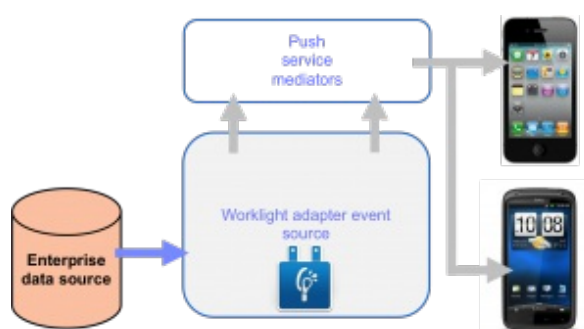 Push
service
mediators
Worklight adapter event
source
Enterprise
data source
10 08